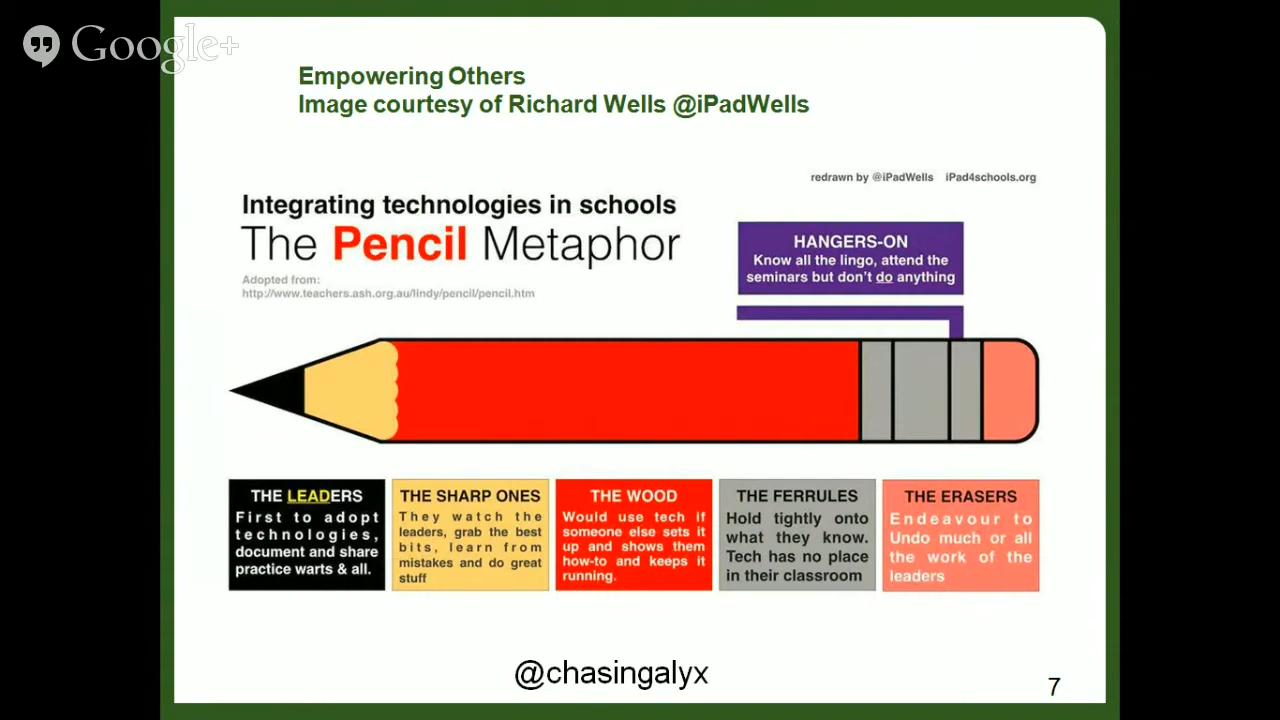 Google+
Empowering Others
Image courtesy of Richard Wells @iPadWells
redrawn by @iPadWells iPad4schools.org
Integrating technologies in schools
The Pencil Metaphor
Adopted from:
http://www.teachers.ash.org.au/lindy/pencil/pencil.htm
HANGERS-ON
Know all the lingo, attend the
seminars but don't do anything
THE LEADERS
First to adopt
technologies,
document and share
practice warts & all.
THE SHARP ONES
They watch the
leaders, grab the best
bits, learn from
mistakes and do great
stuff
THE WOOD
Would use tech if
someone else sets it
up and shows them
how-to and keeps it
running.
THE FERRULES
Hold tightly onto
what they know.
Tech has no place
in their classroom
THE ERASERS
Endeavour to
Undo much or all
the work of the
leaders
@chasingalyx
7